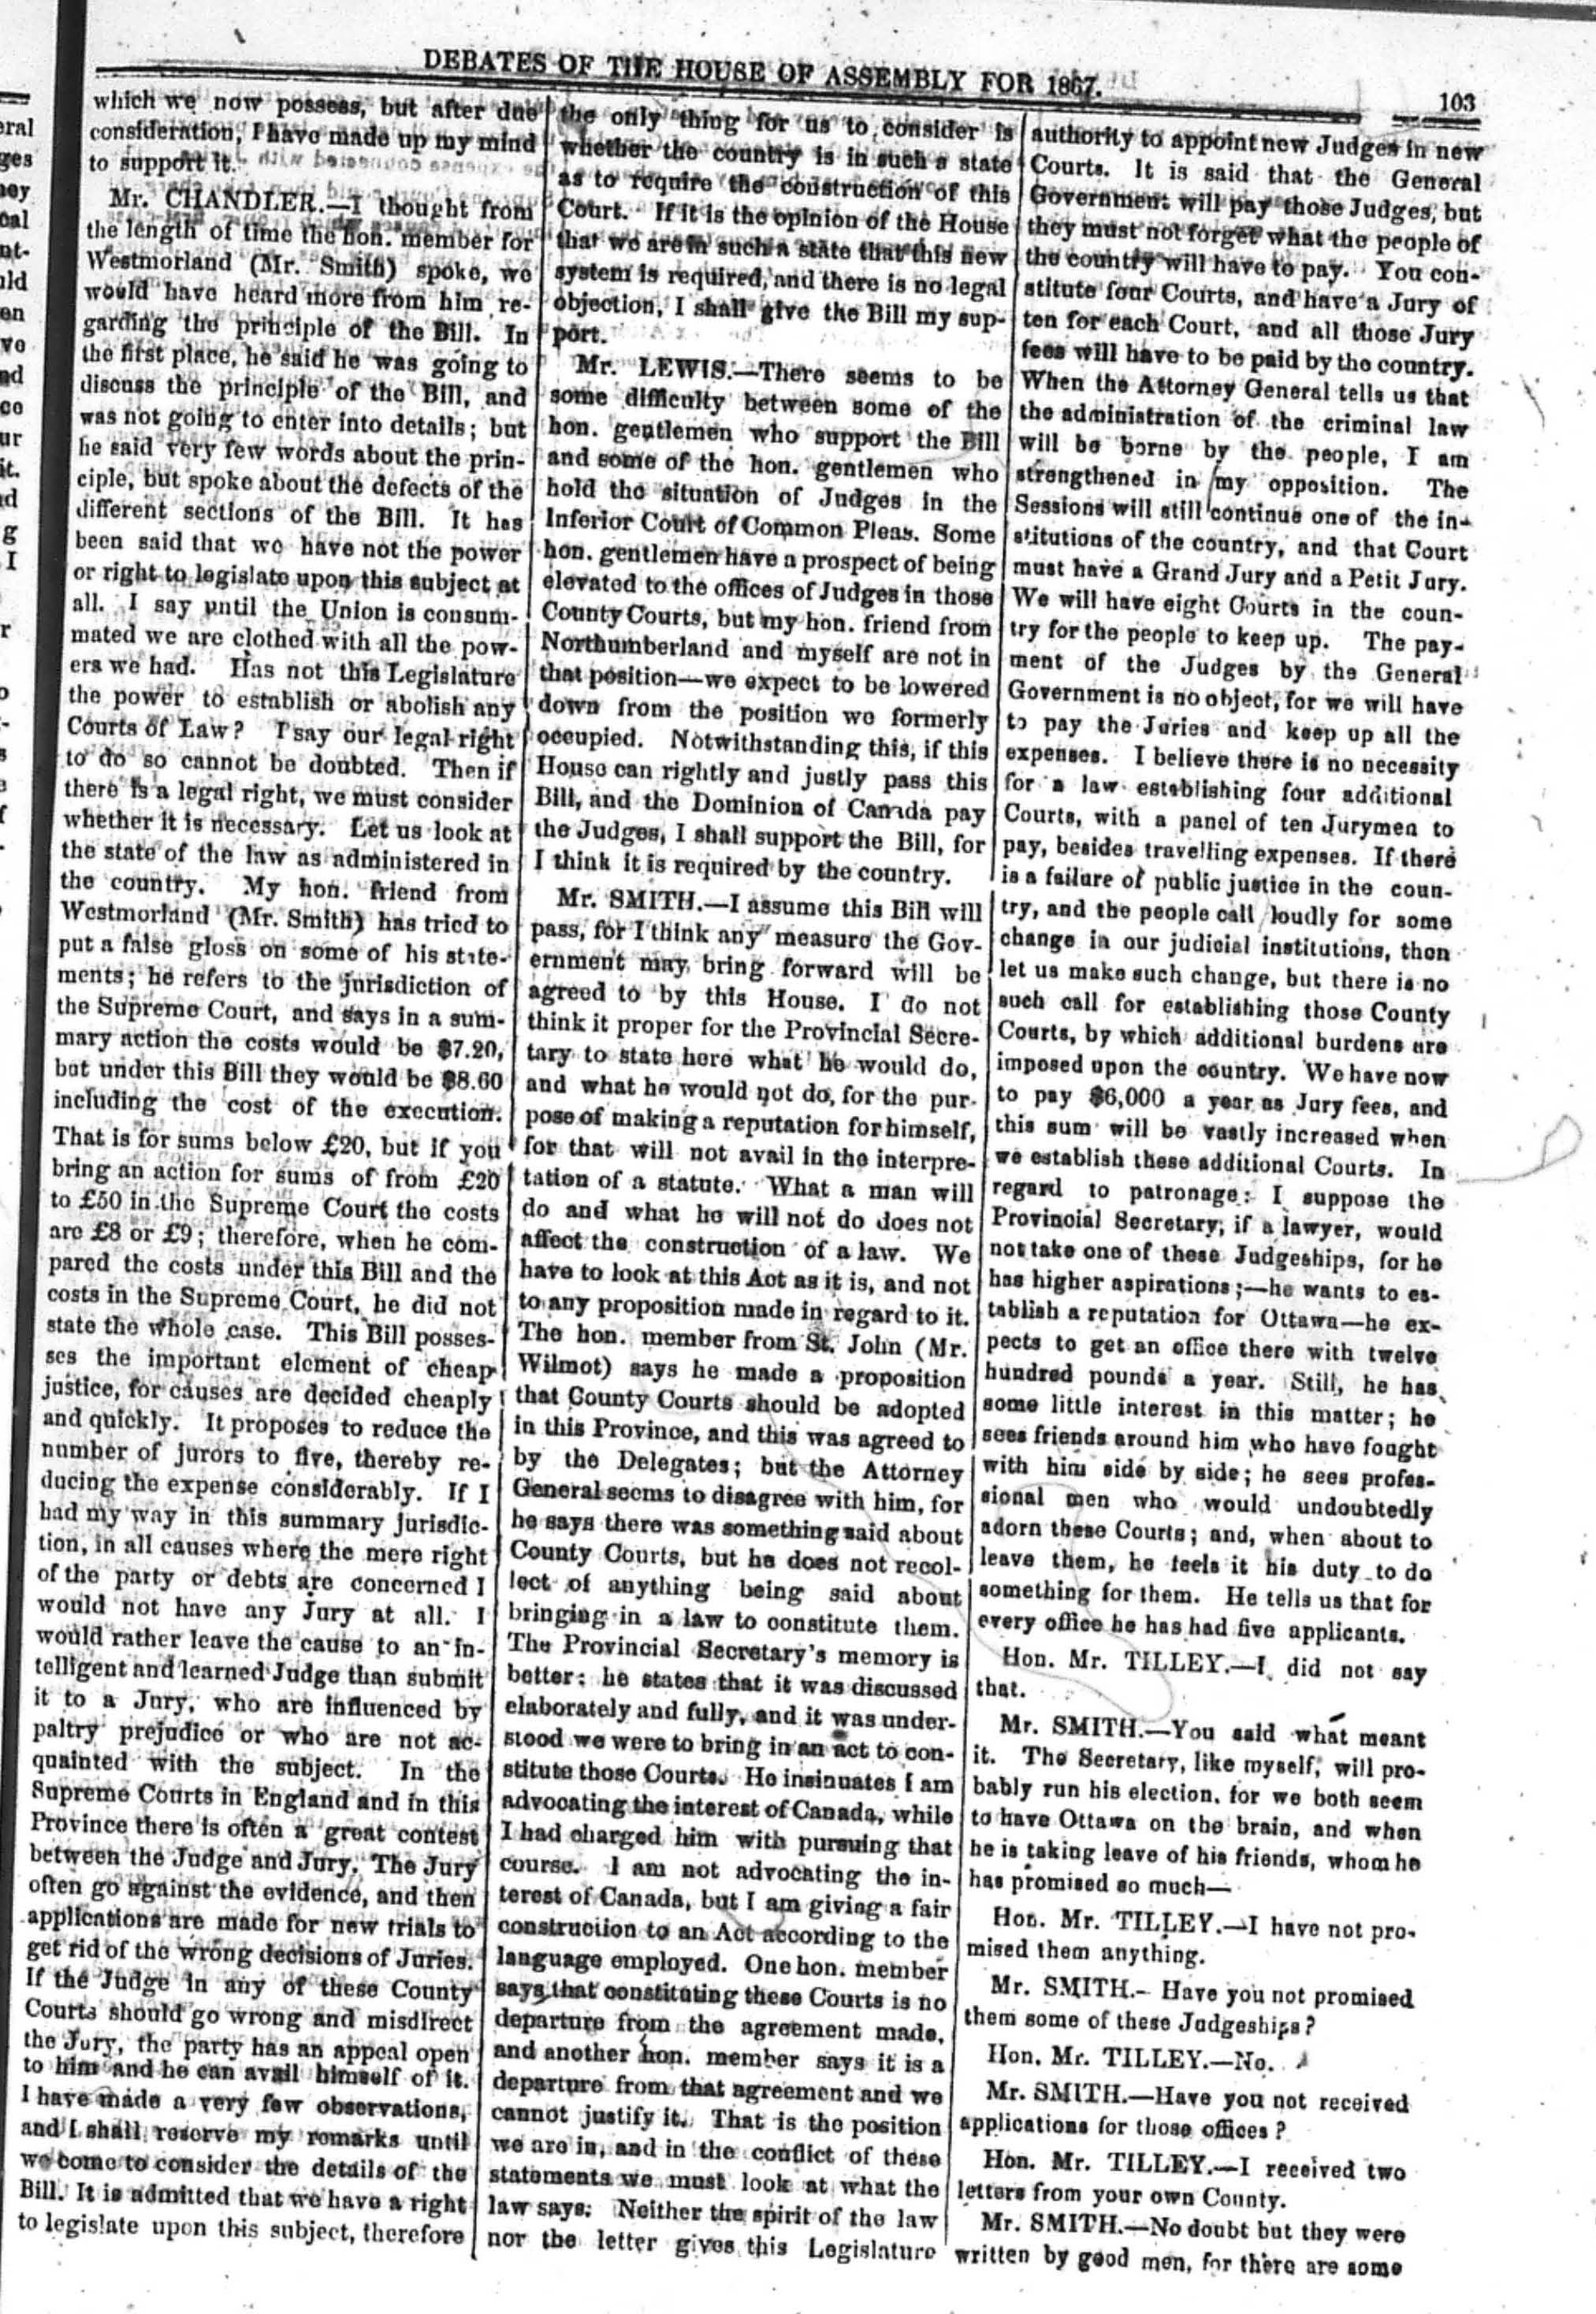 DEBATES OF THE HOUSE OF ASSEMBLY FOR 1867.
103
which we now possess, but after due
consideration, I have made up my mind
to support it.
Mr. CHANDLER.—I thought from
the length of time the hon. member for
Westmorland (Mr. Smith) spoke, we
would have heard more from him re-
garding the principle of the Bill. In
the first place, he said he was going to
discuss the principle of the Bill, and
was not going to enter into details; but
he said very few words about the prin-
ciple, but spoke about the defects of the
different sections of the Bill. It has
been said that we have not the power
or right to legislate upon this subject at
all. I say until the Union is consum-
mated we are clothed with all the pow-
ers we had. Has not this Legislature
the power to establish or abolish any
Courts of Law? I say our legal right
to do so cannot be doubted. Then if
there is a legal right, we must consider
whether it is necessary. Let us look at
the state of the law as administered in
the country. My hon. friend from
Westmorland (Mr. Smith) has tried to
put a false gloss on some of his state-
ments; he refers to the jurisdiction of
the Supreme Court, and says in a sum-
mary action the costs would be $7.20,
but under this Bill they would be $8.60
including the cost of the execution.
That is for sums below £20, but if you
bring an action for sums of from £20
to £50 in the Supreme Court the costs
are £8 or £9; therefore, when he com-
pared the costs under this Bill and the
costs in the Supreme Court, he did not
state the whole case. This Bill posses-
ses the important element of cheap
justice, for causes are decided cheaply
and quickly. It proposes to reduce the
number of jurors to five, thereby re-
ducing the expense considerably. If I
had my way in this summary jurisdic-
tion, in all causes where the mere right
of the party or debts are concerned I
would not have any Jury at all. I
would rather leave the cause to an in-
telligent and learned Judge than submit
it to a Jury, who are influenced by
paltry prejudice or who are not ac-
quainted with the subject. In the
Supreme Courts in England and in this
Province there is often a great contest
between the Judge and Jury. The Jury
often go against the evidence, and then
applications are made for new trials to
get rid of the wrong decisions of Juries.
If the Judge in any of these County
Courts should go wrong and misdirect
the Jury, the party has an appeal open
to him and he can avail himself of it.
I have made a very few observations,
and I shall reserve my remarks until
we come to consider the details of the
Bill. It is admitted that we have a right
to legislate upon this subject, therefore
the only thing for us to consider is
whether the country is in such a state
as to require the construction of this
Court. If it is the opinion of the House
that we are in such a state that this new
system is required, and there is no legal
objection, I shall give the Bill my sup-
port.
Mr. LEWIS.—There seems to be
some difficulty between some of the
hon. gentlemen who support the Bill
and some of the hon. gentlemen who
hold the situation of Judges in the
Inferior Court of Common Pleas. Some
hon. gentlemen have a prospect of being
elevated to the offices of Judges in those
County Courts, but my hon. friend from
Northumberland and myself are not in
that position—we expect to be lowered
down from the position we formerly
occupied. Notwithstanding this, if this
House can rightly and justly pass this
Bill, and the Dominion of Canada pay
the Judges, I shall support the Bill, for
I think it is required by the country.
Mr. SMITH.—I assume this Bill will
pass, for I think any measure the Gov-
ernment may bring forward will be
agreed to by this House. I do not
think it proper for the Provincial Secre-
tary to state here what he would do,
and what he would not do, for the pur-
pose of making a reputation for himself,
for that will not avail in the interpre-
tation of a statute. What a man will
do and what he will not do does not
affect the construction of a law. We
have to look at this Act as it is, and not
to any proposition made in regard to it.
The hon. member from St. John (Mr.
Wilmot) says he made a proposition
that County Courts should be adopted
in this Province, and this was agreed to
by the Delegates; but the Attorney
General seems to disagree with him, for
he says there was something said about
County Courts, but he does not recol-
lect of anything being said about
bringing in a law to constitute them.
The Provincial Secretary's memory is
better: he states that it was discussed
elaborately and fully, and it was under-
stood we were to bring in an act to con-
stitute those Courts. He insinuates I am
advocating the interest of Canada, while
I had charged him with pursuing that
course. I am not advocating the in-
terest of Canada, but I am giving a fair
construction to an Act according to the
language employed. One hon. member
says that constituting these Courts is no
departure from the agreement made,
and another hon. member says it is a
departure from that agreement and we
cannot justify it. That is the position
we are in, and in the conflict of these
statements we must look at what the
law says: Neither the spirit of the law
nor the letter gives this Legislature
authority to appoint new Judges in new
Courts. It is said that the General
Government will pay those Judges, but
they must not forget what the people of
the country will have to pay. You con-
stitute four Courts, and have a Jury of
ten for each Court, and all those Jury
fees will have to be paid by the country.
When the Attorney General tells us that
the administration of the criminal law
will be borne by the people, I am
strengthened in my opposition. The
Sessions will still continue one of the in-
stitutions of the country, and that Court
must have a Grand Jury and a Petit Jury.
We will have eight Courts in the coun-
try for the people to keep up. The pay-
ment of the Judges by the General
Government is no object, for we will have
to pay the Juries and keep up all the
expenses. I believe there is no necessity
for a law establishing four additional
Courts, with a panel of ten Jurymen to
pay, besides travelling expenses. If there
is a failure of public justice in the coun-
try, and the people call loudly for some
change in our judicial institutions, then
let us make such change, but there is no
such call for establishing those County
Courts, by which additional burdens are
imposed upon the country. We have now
to pay $6,000 a year as Jury fees, and
this sum will be vastly increased when
we establish these additional Courts. In
regard to patronage: I suppose the
Provincial Secretary, if a lawyer, would
not take one of these Judgeships, for he
has higher aspirations;—he wants to es-
tablish a reputation for Ottawa—he ex-
pects to get an office there with twelve
hundred pounds a year. Still, he has
some little interest in this matter; he
sees friends around him who have fought
with him side by side; he sees profes-
sional men who would undoubtedly
adorn these Courts; and, when about to
leave them, he feels it his duty to do
something for them. He tells us that for
every office he has had five applicants.
Hon. Mr. TILLEY.—I did not say
that.
Mr. SMITH.—You said what meant
it. The Secretary, like myself, will pro-
bably run his election, for we both seem
to have Ottawa on the brain, and when
he is taking leave of his friends, whom he
has promised so much—
Hon. Mr. TILLEY.—I have not pro-
mised them anything.
Mr. SMITH.- Have you not promised
them some of these Judgeships?
Hon. Mr. TILLEY.—No.
Mr. SMITH.—Have you not received
applications for those offices?
Hon. Mr. TILLEY.—I received two
letters from your own County.
Mr. SMITH.—No doubt but they were
written by good men, for there are some